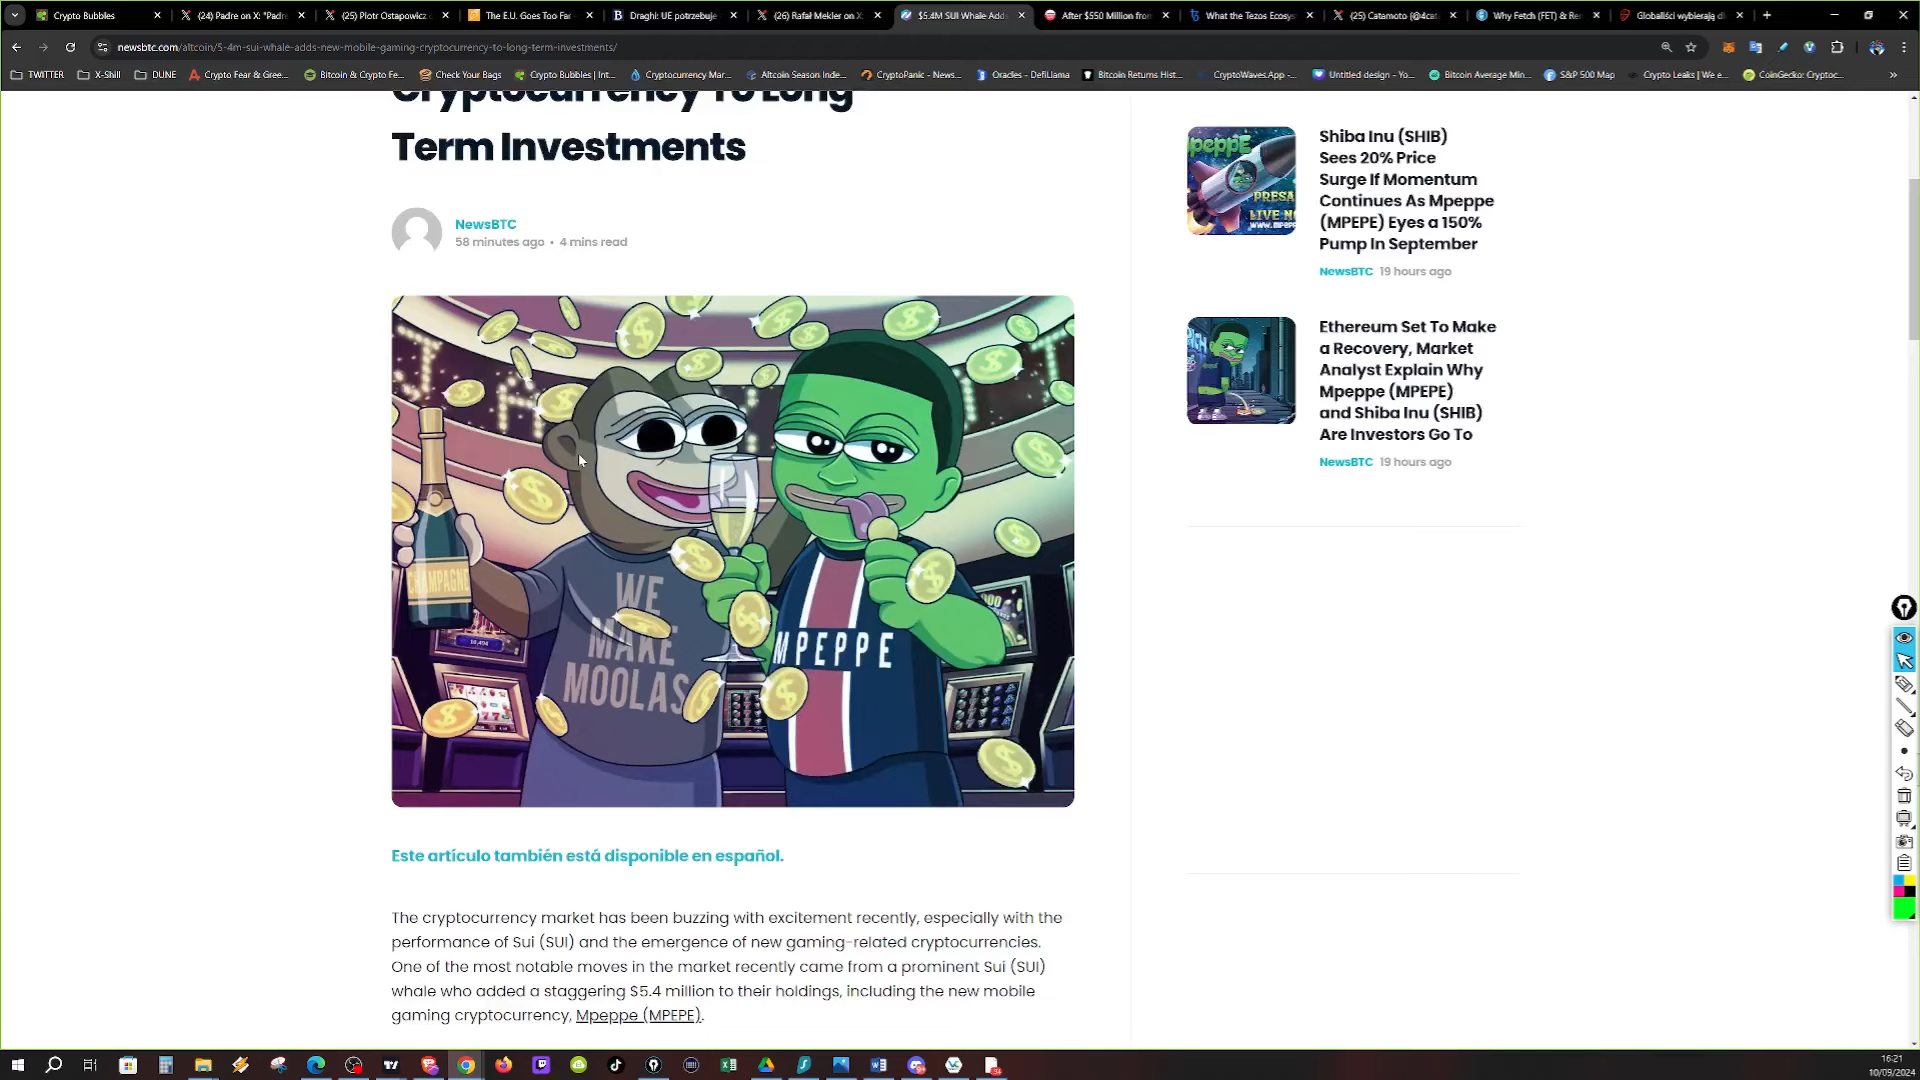 Crypto Bubbles
(24) Padre on X: "Padre
(25) Piotr Ostapowicz
The E.U. Goes Too Far
Draghi: UE potrzebuje
(26) Rafał Mekler on X
$5.4M SUI Whale Add
After $550 Million from
What the Tezos Ecosys
(25) Catamoto (@4cat
Why Fetch (FET) & Re
Globaliści wybierają
newsbtc.com/altcoin/5-4m-sui-whale-adds-new-mobile-gaming-cryptocurrency-to-long-term-investments/
TWITTER
X-Shill
DUNE
Crypto Fear & Gree...
Bitcoin & Crypto Fe...
Check Your Bags
Crypto Bubbles | Int...
Cryptocurrency Mar...
Altcoin Season Inde...
CryptoPanic - News...
Oracles - DefiLlama
Bitcoin Returns Hist...
CryptoWaves.App -...
Untitled design - Yo...
Bitcoin Average Min...
S&P 500 Map
Crypto Leaks | We e...
CoinGecko: Cryptoc...
Cryptocurrency To Long
Term Investments
NewsBTC
58 minutes ago • 4 mins read
CHAMPAGNE
WE
MAKE
MOOLAS
MPEPPE
Este artículo también está disponible en español.
The cryptocurrency market has been buzzing with excitement recently, especially with the
performance of Sui (SUI) and the emergence of new gaming-related cryptocurrencies.
One of the most notable moves in the market recently came from a prominent Sui (SUI)
whale who added a staggering $5.4 million to their holdings, including the new mobile
gaming cryptocurrency, Mpeppe (MPEPE).
Shiba Inu (SHIB)
Sees 20% Price
Surge If Momentum
Continues As Mpeppe
(MPEPE) Eyes a 150%
Pump In September
NewsBTC 19 hours ago
Ethereum Set To Make
a Recovery, Market
Analyst Explain Why
Mpeppe (MPEPE)
and Shiba Inu (SHIB)
Are Investors Go To
NewsBTC 19 hours ago
16:21
10/09/2024